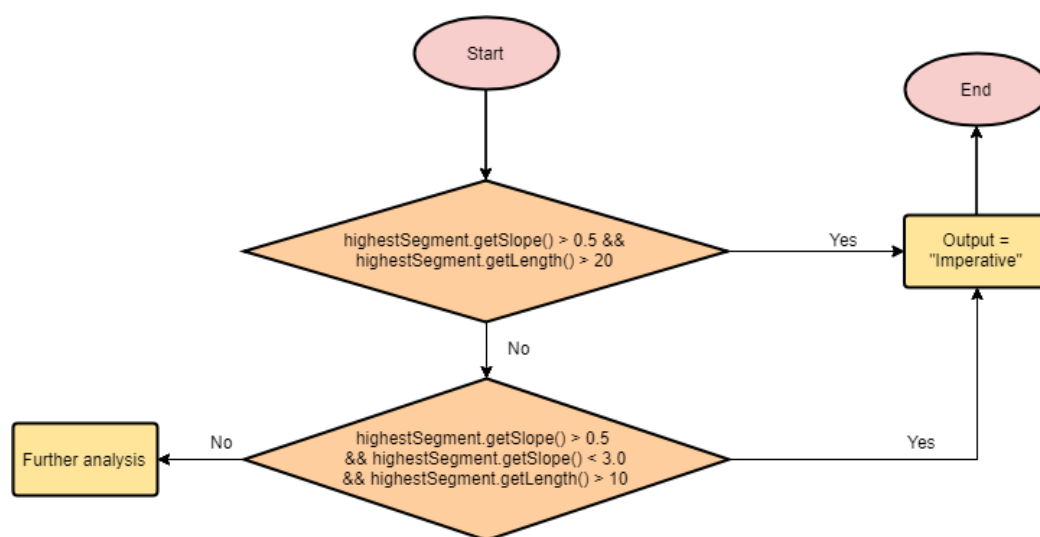 Start
End
highestSegment.getSlope() > 0.5 &&
highestSegment.getLength() > 20
Yes
Output =
"Imperative"
No
highestSegment.getSlope() > 0.5
&& highestSegment.getSlope() < 3.0
&& highestSegment.getLength() > 10
No
Yes
Further analysis